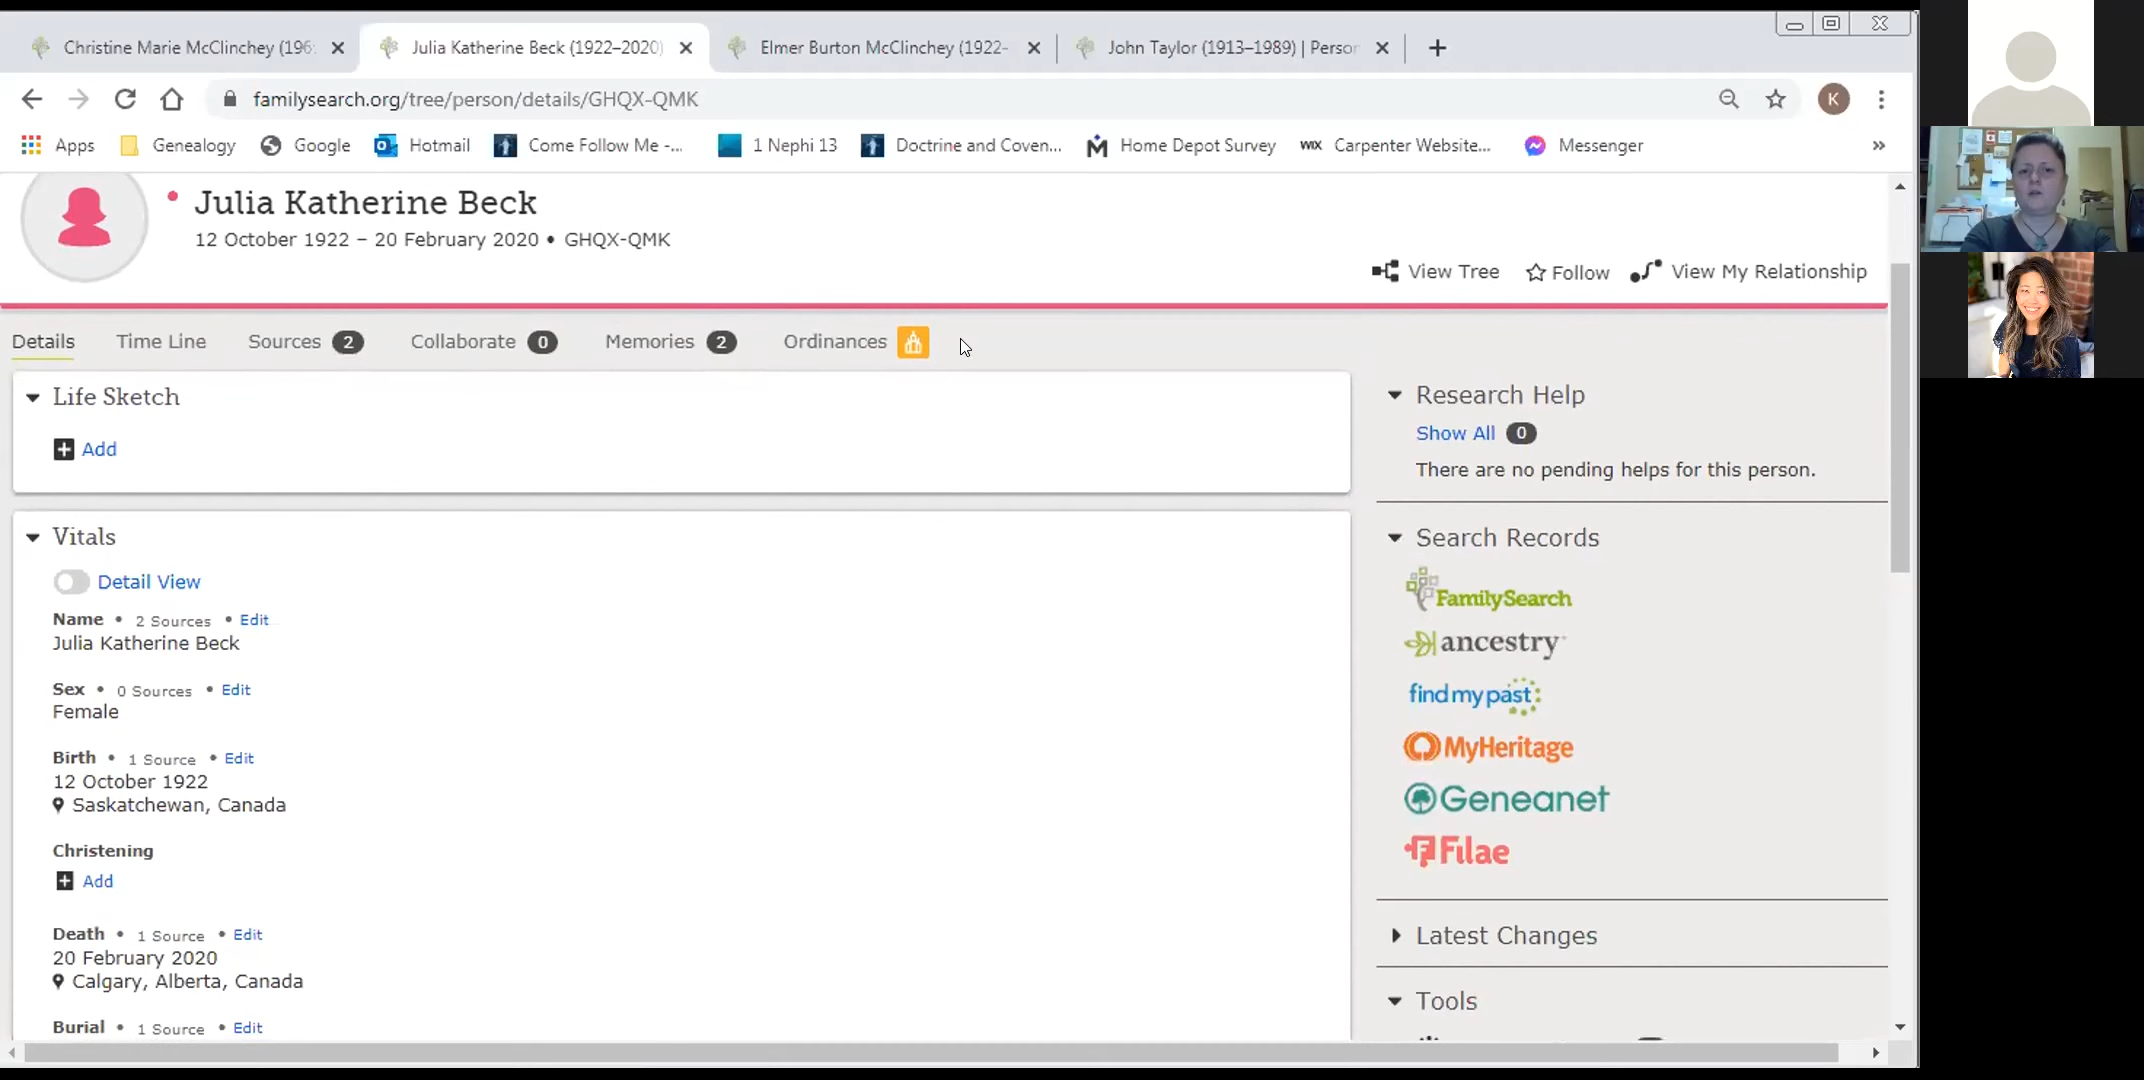 Christine Marie McClinchey (196
Julia Katherine Beck (1922–2020)
Elmer Burton McClinchey (1922-
John Taylor (1913–1989) | Person
familysearch.org/tree/person/details/GHQX-QMK
K
Apps
Genealogy
Google
Hotmail
Come Follow Me -...
1 Nephi 13
Doctrine and Coven...
Home Depot Survey
WIX
Carpenter Website...
Messenger
»
Julia Katherine Beck
12 October 1922 – 20 February 2020 • GHQX-QMK
View Tree
Follow
View My Relationship
Details
Time Line
Sources 2
Collaborate 0
Memories 2
Ordinances
Life Sketch
Add
Vitals
Detail View
Name • 2 Sources • Edit
Julia Katherine Beck
Sex • 0 Sources • Edit
Female
Birth • 1 Source • Edit
12 October 1922
Saskatchewan, Canada
Christening
Add
Death • 1 Source • Edit
20 February 2020
Calgary, Alberta, Canada
Burial • 1 Source • Edit
Research Help
Show All 0
There are no pending helps for this person.
Search Records
FamilySearch
ancestry
findmypast
MyHeritage
Geneanet
Filae
Latest Changes
Tools